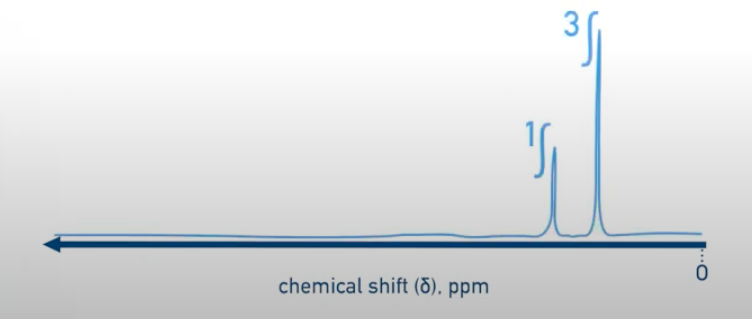 3∫
1∫
0
chemical shift (δ), ppm